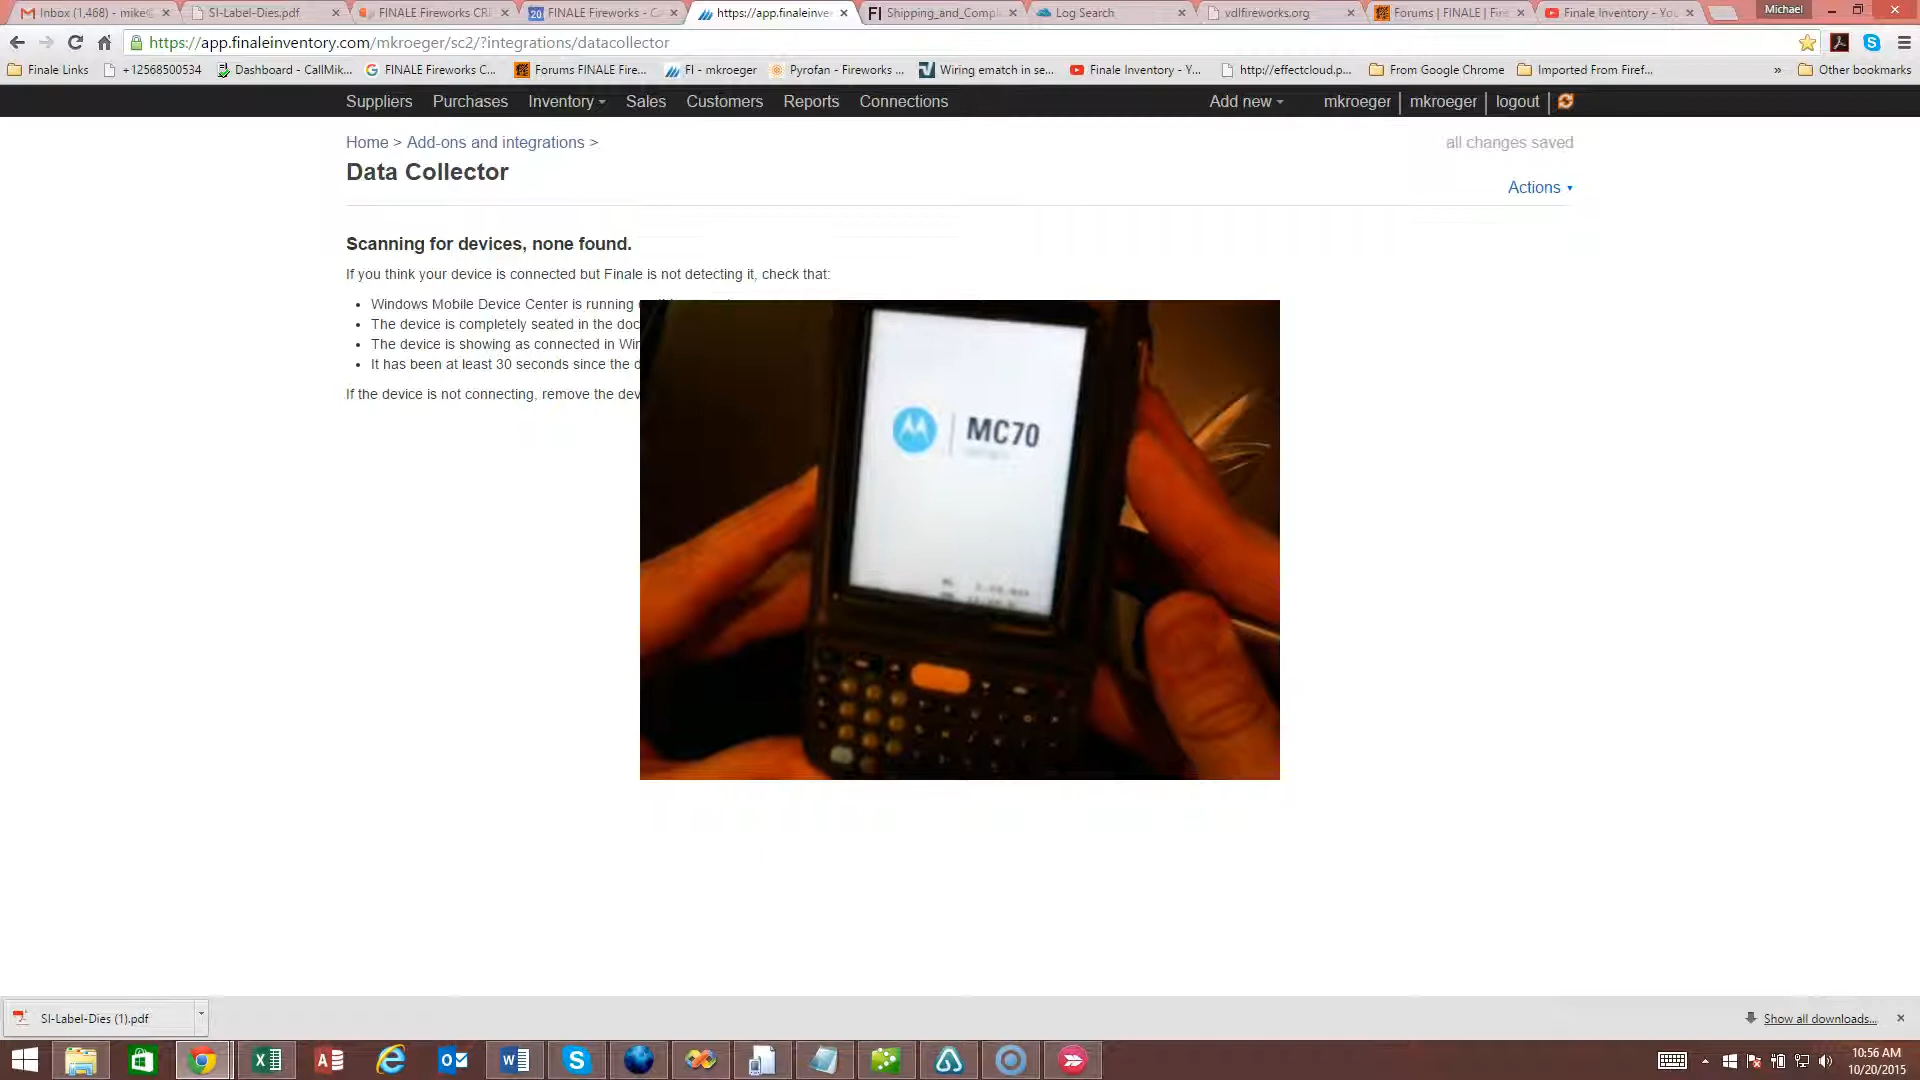 Inbox (1,468) - mike@
SI-Label-Dies.pdf
FINALE Fireworks CR
20 FINALE Fireworks - C
https://app.finaleinve
FI Shipping_and_Compl
Log Search
vdlfireworks.org
Forums | FINALE | Fire
Finale Inventory - You
Michael
https://app.finaleinventory.com/mkroeger/sc2/?integrations/datacollector
Finale Links
+12568500534
Dashboard - CallMik...
FINALE Fireworks C...
Forums FINALE Fire...
FI - mkroeger
Pyrofan - Fireworks ...
Wiring ematch in se...
Finale Inventory - Y...
http://effectcloud.p...
From Google Chrome
Imported From Firef...
»
Other bookmarks
Suppliers Purchases Inventory Sales Customers Reports Connections
Add new mkroeger | mkroeger | logout |
Home > Add-ons and integrations >
all changes saved
Data Collector
Actions
Scanning for devices, none found.
If you think your device is connected but Finale is not detecting it, check that:
• Windows Mobile Device Center is running
• The device is completely seated in the doc
• The device is showing as connected in Win
• It has been at least 30 seconds since the d
If the device is not connecting, remove the dev
MC70
SI-Label-Dies (1).pdf
Show all downloads...
10:56 AM
10/20/2015